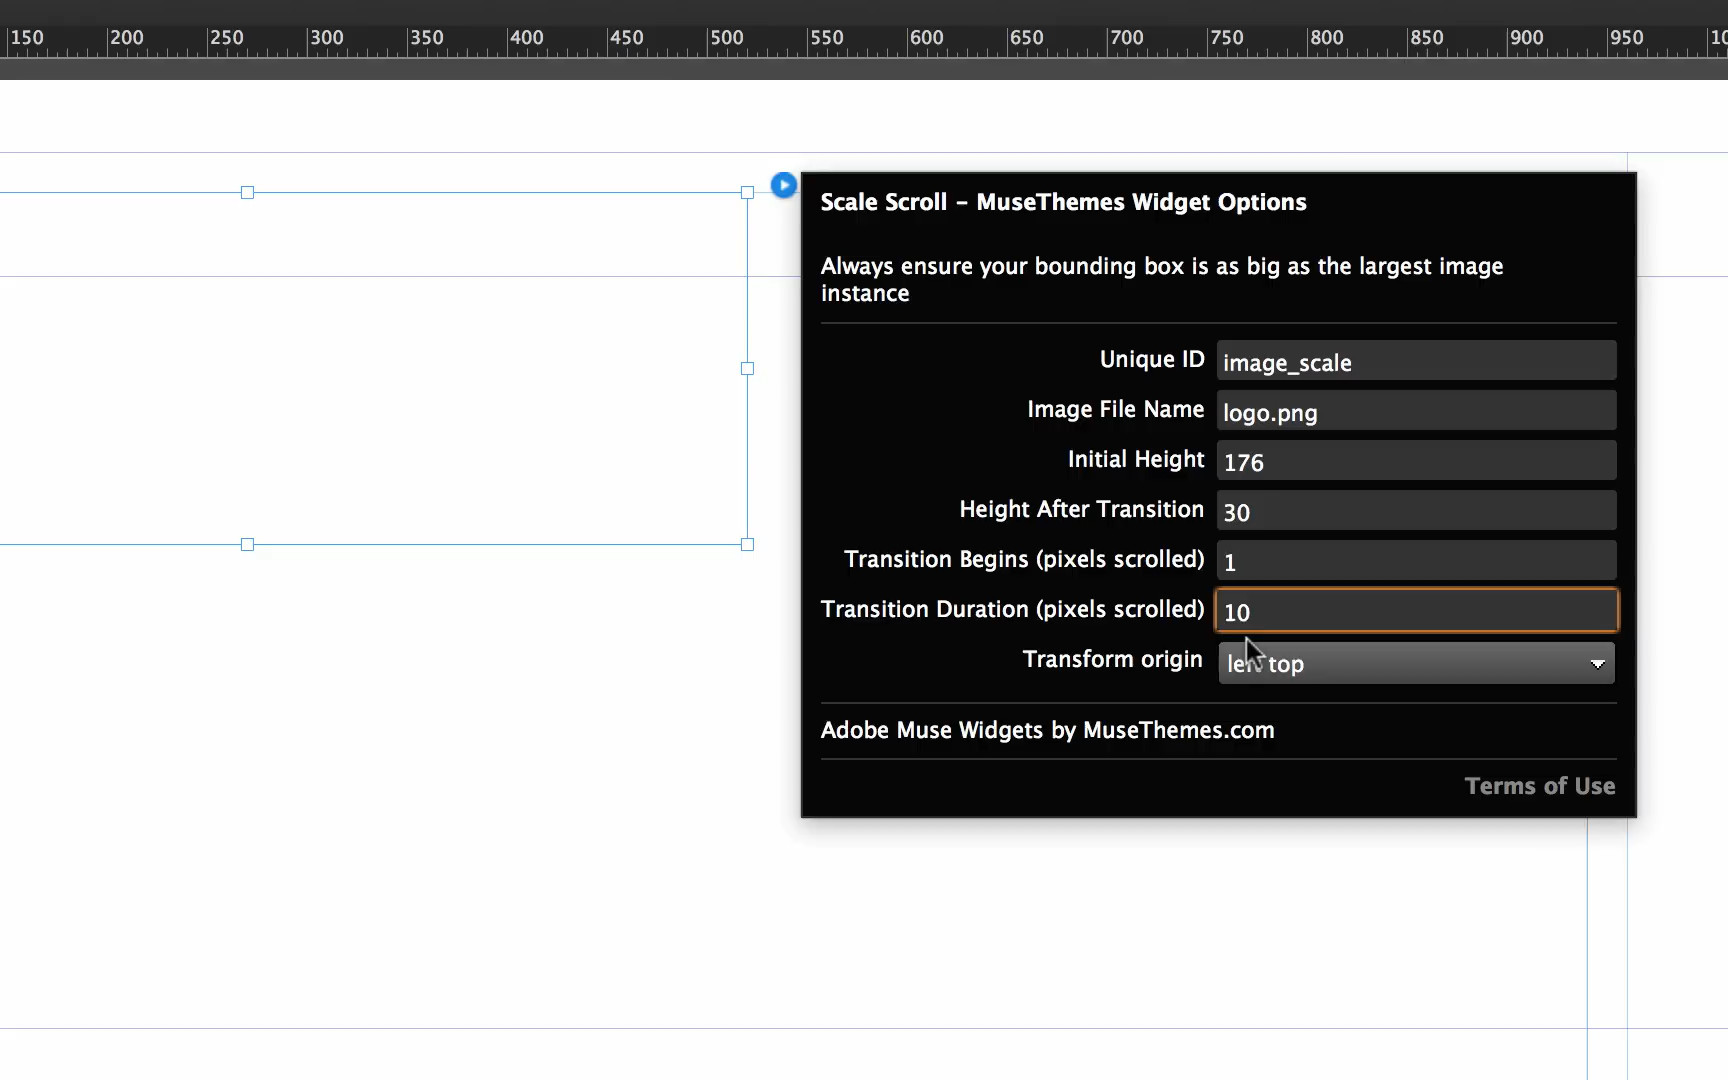 150 200 250 300 350 400 450 500 550 600 650 700 750 800 850 900 950
Scale Scroll – MuseThemes Widget Options
Always ensure your bounding box is as big as the largest image
instance
Unique ID image_scale
Image File Name logo.png
Initial Height 176
Height After Transition 30
Transition Begins (pixels scrolled) 1
Transition Duration (pixels scrolled) 10
Transform origin left top
Adobe Muse Widgets by MuseThemes.com
Terms of Use